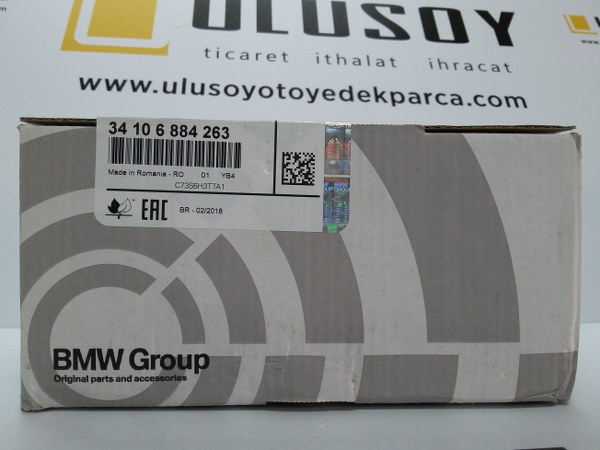 ULUSOY
ticaret ithalat ihracat
www.ulusoyotoyedekparca.com
34 10 6 884 263
Made in Romania - RO 01 YB4
C73S6H3TTA1
EAC BR - 02/2018
BMW Group
Original parts and accessories